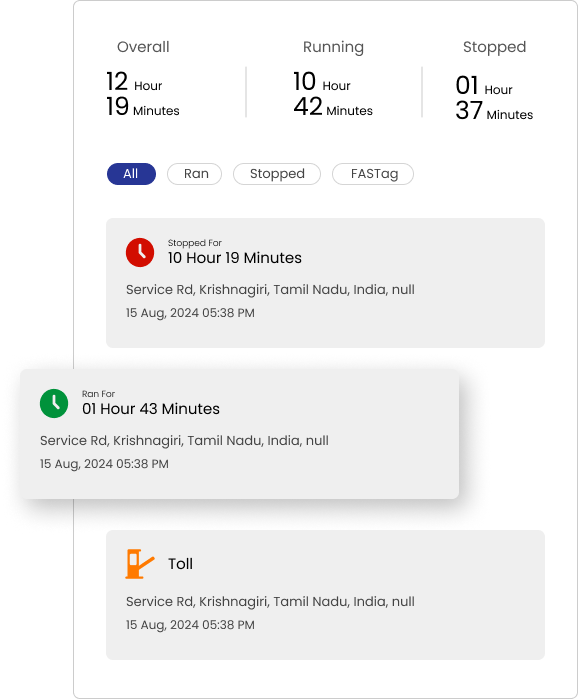 Overall
12 Hour
19 Minutes
Running
10 Hour
42 Minutes
Stopped
01 Hour
37 Minutes
All
Ran
Stopped
FASTag
Stopped For
10 Hour 19 Minutes
Service Rd, Krishnagiri, Tamil Nadu, India, null
15 Aug, 2024 05:38 PM
Ran For
01 Hour 43 Minutes
Service Rd, Krishnagiri, Tamil Nadu, India, null
15 Aug, 2024 05:38 PM
Toll
Service Rd, Krishnagiri, Tamil Nadu, India, null
15 Aug, 2024 05:38 PM